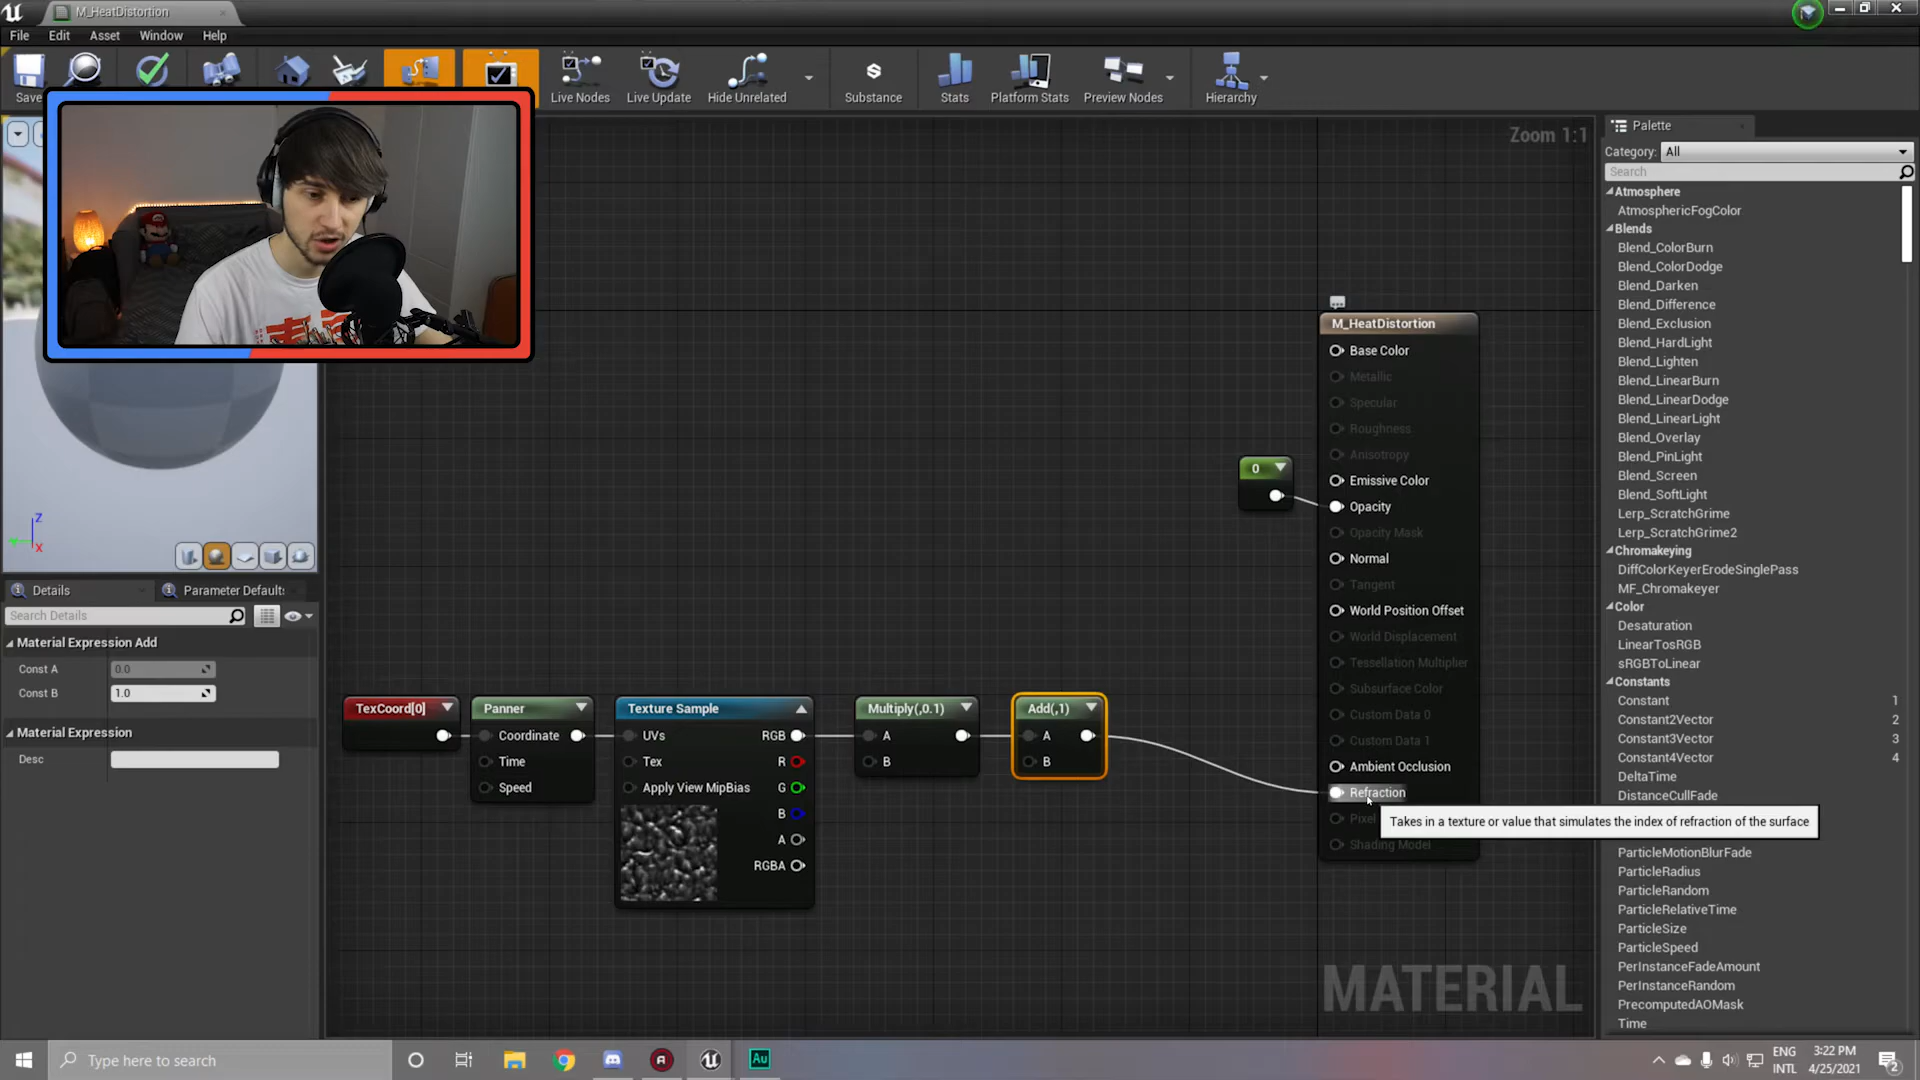 M_HeatDistortion
File Edit Asset Window Help
Save
Live Nodes
Live Update
Hide Unrelated
Substance
Stats
Platform Stats
Preview Nodes
Hierarchy
Zoom 1:1
Z
X
Details
Parameter Defaults
Search Details
Material Expression Add
Const A 0.0
Const B 1.0
Material Expression
Desc
TexCoord[0]
Panner
Coordinate
Time
Speed
Texture Sample
UVs RGB
Tex R
Apply View MipBias G
B
A
RGBA
Multiply(,0.1)
A
B
Add(,1)
A
B
0
M_HeatDistortion
Base Color
Metallic
Specular
Roughness
Anisotropy
Emissive Color
Opacity
Opacity Mask
Normal
Tangent
World Position Offset
World Displacement
Tessellation Multiplier
Subsurface Color
Custom Data 0
Custom Data 1
Ambient Occlusion
Refraction
Pixel
Shading Model
Takes in a texture or value that simulates the index of refraction of the surface
MATERIAL
Palette
Category: All
Search
Atmosphere
AtmosphericFogColor
Blends
Blend_ColorBurn
Blend_ColorDodge
Blend_Darken
Blend_Difference
Blend_Exclusion
Blend_HardLight
Blend_Lighten
Blend_LinearBurn
Blend_LinearDodge
Blend_LinearLight
Blend_Overlay
Blend_PinLight
Blend_Screen
Blend_SoftLight
Lerp_ScratchGrime
Lerp_ScratchGrime2
Chromakeying
DiffColorKeyerErodeSinglePass
MF_Chromakeyer
Color
Desaturation
LinearTosRGB
sRGBToLinear
Constants
Constant 1
Constant2Vector 2
Constant3Vector 3
Constant4Vector 4
DeltaTime
DistanceCullFade
ParticleMotionBlurFade
ParticleRadius
ParticleRandom
ParticleRelativeTime
ParticleSize
ParticleSpeed
PerInstanceFadeAmount
PerInstanceRandom
PrecomputedAOMask
Time
Type here to search
Au
ENG
INTL
3:22 PM
4/25/2021
2